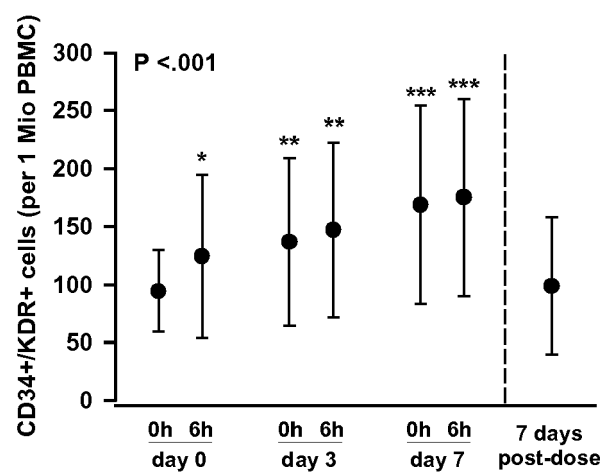 CD34+/KDR+ cells (per 1 Mio PBMC)
300
250
200
150
100
50
0
P <.001
*
**
**
***
***
0h 6h
day 0
0h 6h
day 3
0h 6h
day 7
7 days
post-dose